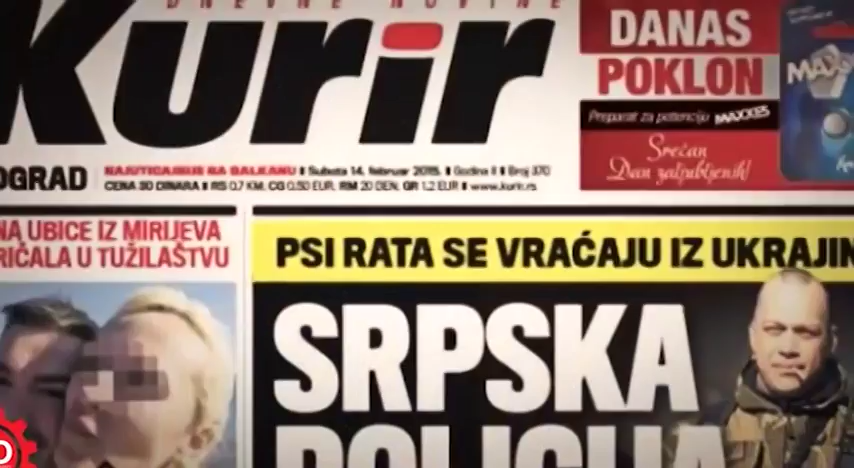 DNEVNE NOVINE
Kurir
DANAS
POKLON
Preparat za potenciju MAXXES
Srećan
Dan zaljubljenih!
OGRAD
NAJUTICAJNIJE NA BALKANU Subota 14. februar 2015. Godina II Broj 370
CENA 30 DINARA RS 0,7 KM, CG 0,50 EUR, RM 20 DEN, GR 1,2 EUR www.kurir.rs
NA UBICE IZ MIRIJEVA
RIČALA U TUŽILAŠTVU
PSI RATA SE VRAĆAJU IZ UKRAJIN
SRPSKA
POLICIJA